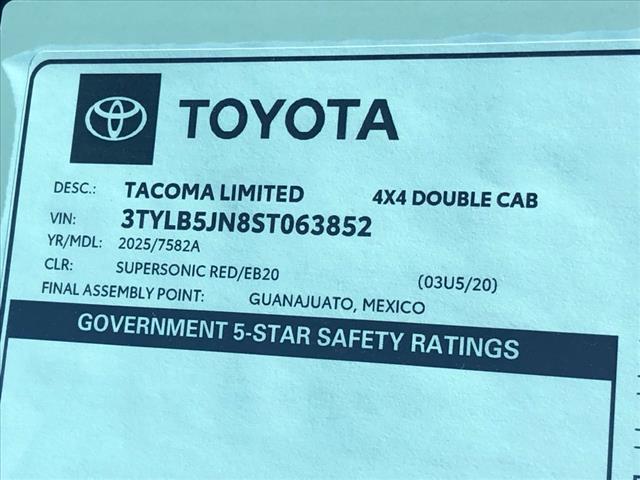 TOYOTA
DESC.: TACOMA LIMITED 4X4 DOUBLE CAB
VIN: 3TYLB5JN8ST063852
YR/MDL: 2025/7582A
CLR: SUPERSONIC RED/EB20 (03U5/20)
FINAL ASSEMBLY POINT: GUANAJUATO, MEXICO
GOVERNMENT 5-STAR SAFETY RATINGS